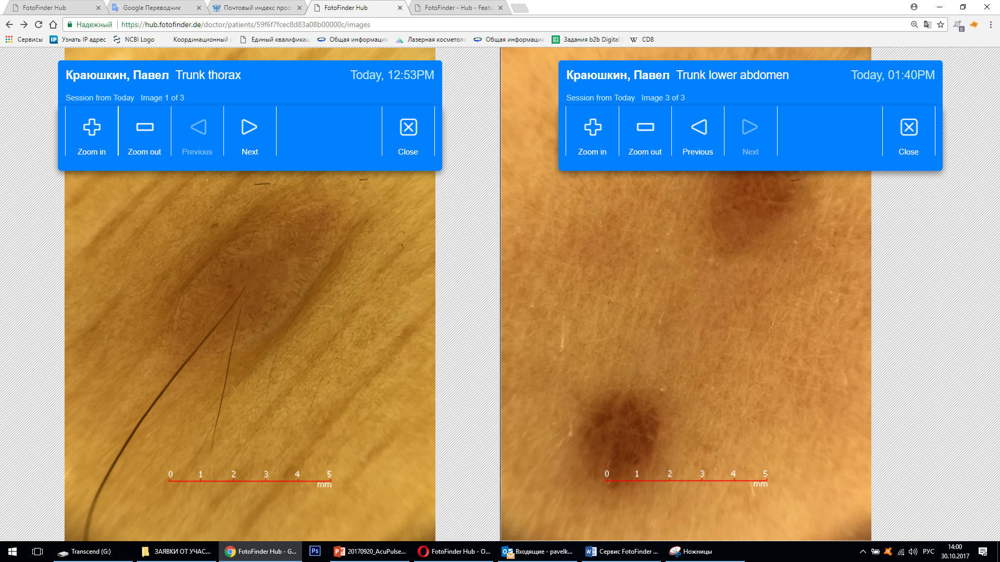 FotoFinder Hub
Google Переводчик
Почтовый индекс прос
FotoFinder Hub
FotoFinder - Hub - Featu
Надежный
https://hub.fotofinder.de/doctor/patients/59f6f7fcec8d83a08b00000c/images
Сервисы
Узнать IP адрес
NCBI Logo
Координационный с
Единый квалификац
Общая информация
Лазерная косметоло
Общая информация
Задания b2b Digital
CD8
0
Краюшкин, Павел Trunk thorax
Today, 12:53PM
Session from Today Image 1 of 3
Zoom in
Zoom out
Previous
Next
Close
0 1 2 3 4 5
mm
Краюшкин, Павел Trunk lower abdomen
Today, 01:40PM
Session from Today Image 3 of 3
Zoom in
Zoom out
Previous
Next
Close
0 1 2 3 4 5
mm
Transcend (G:)
ЗАЯВКИ ОТ УЧАС...
FotoFinder Hub - G...
20170920_AcuPulse...
FotoFinder Hub - O...
Входящие - pavelk...
Сервис FotoFinder ...
Ножницы
РУС
14:00
30.10.2017